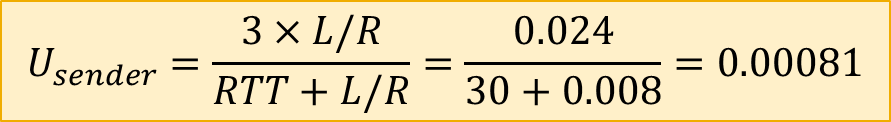 U_sender = (3 × L/R)/(RTT + L/R) = 0.024/(30 + 0.008) = 0.00081